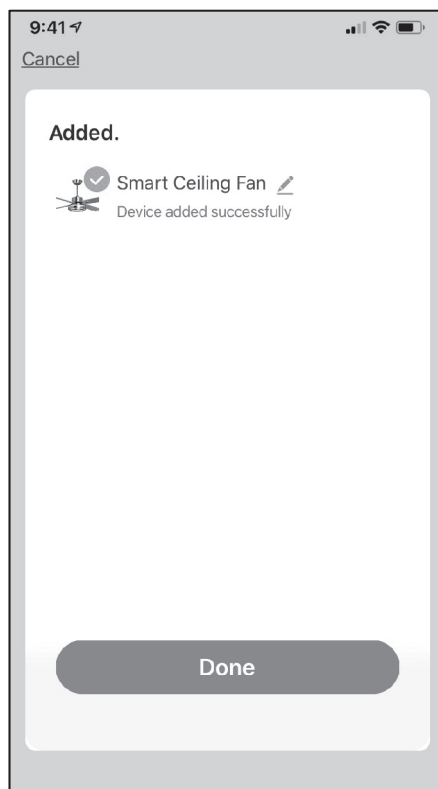 9:41
Cancel
Added.
Smart Ceiling Fan
Device added successfully
Done